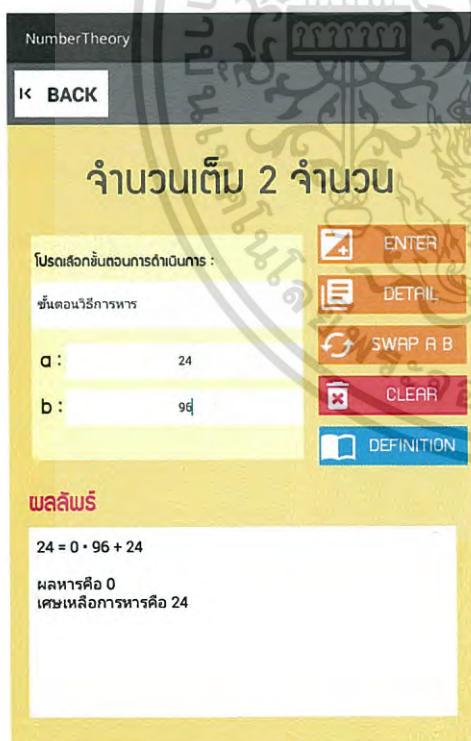 NumberTheory
BACK
จำนวนเต็ม 2 จำนวน
โปรดเลือกขั้นตอนการดำเนินการ :
ขั้นตอนวิธีการหาร
a : 24
b : 96
ENTER
DETAIL
SWAP A B
CLEAR
DEFINITION
ผลลัพธ์
24 = 0 · 96 + 24
ผลหารคือ 0
เศษเหลือการหารคือ 24